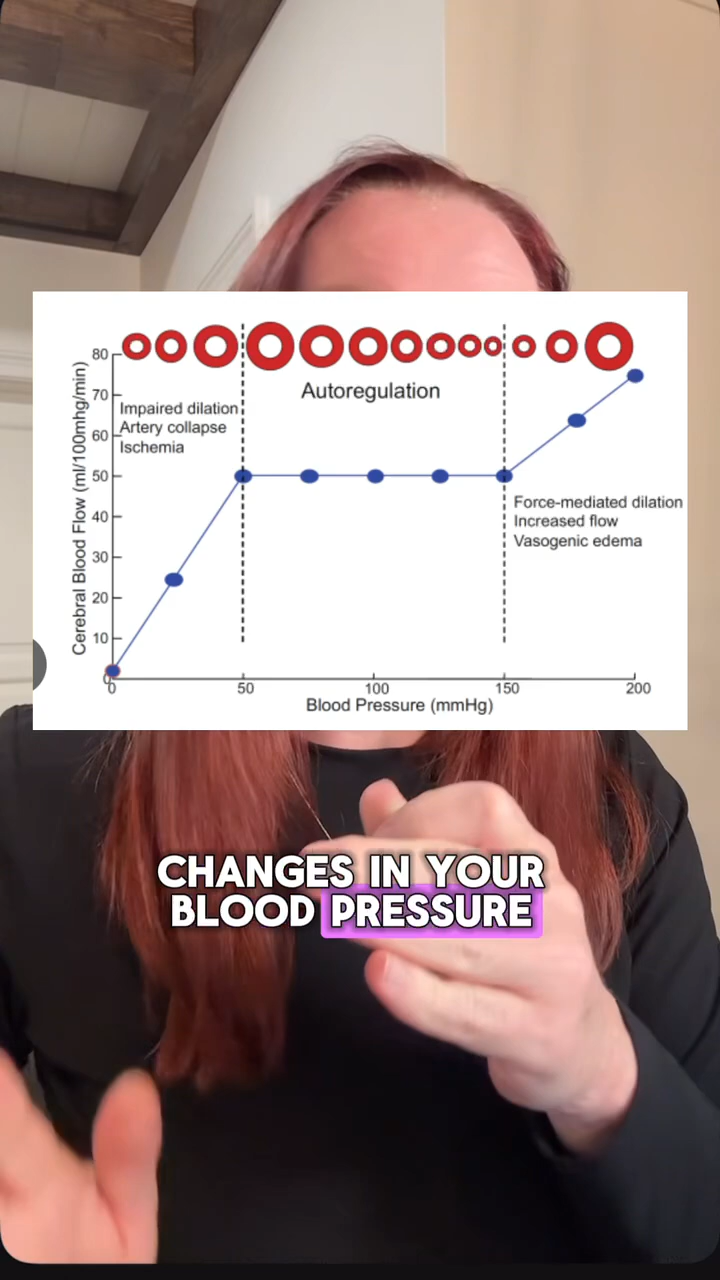 80
70
60
50
40
30
20
10
0
Cerebral Blood Flow (ml/100mhg/min)
Autoregulation
Impaired dilation
Artery collapse
Ischemia
Force-mediated dilation
Increased flow
Vasogenic edema
0 50 100 150 200
Blood Pressure (mmHg)
CHANGES IN YOUR
BLOOD PRESSURE